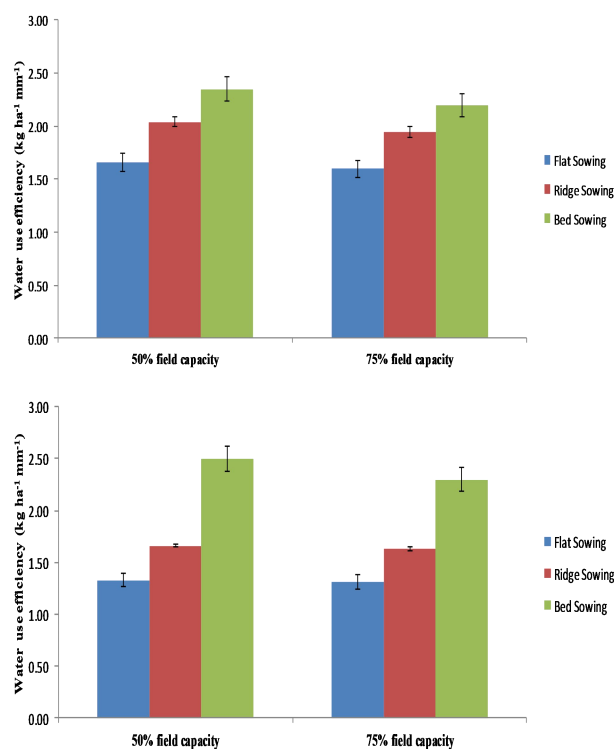 3.00
2.50
2.00
1.50
1.00
0.50
0.00
Water use efficiency (kg ha⁻¹ mm⁻¹)
50% field capacity
75% field capacity
Flat Sowing
Ridge Sowing
Bed Sowing
3.00
2.50
2.00
1.50
1.00
0.50
0.00
Water use efficiency (kg ha⁻¹ mm⁻¹)
50% field capacity
75% field capacity
Flat Sowing
Ridge Sowing
Bed Sowing